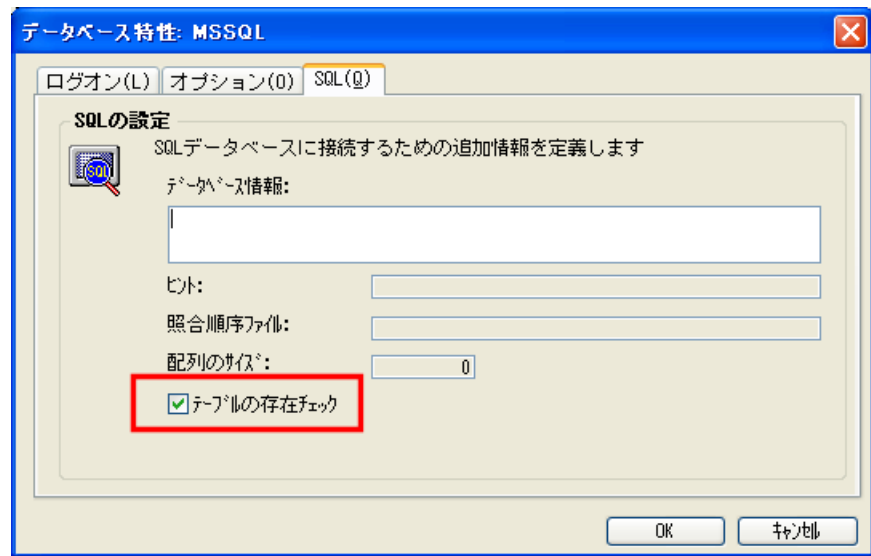 データベース特性: MSSQL
ログオン(L) オプション(O) SQL(Q)
SQLの設定
SQLデータベースに接続するための追加情報を定義します
SQL
ﾃﾞｰﾀﾍﾞｰｽ情報:
ﾋﾝﾄ:
照合順序ﾌｧｲﾙ:
配列のｻｲｽﾞ: 0
ﾃｰﾌﾞﾙの存在ﾁｪｯｸ
OK ｷｬﾝｾﾙ